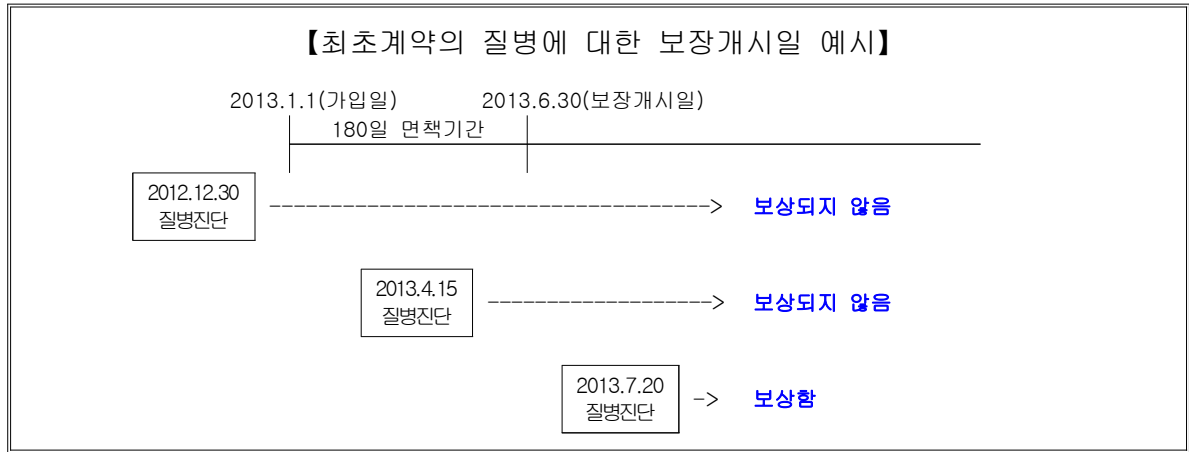 【최초계약의 질병에 대한 보장개시일 예시】
2013.1.1(가입일) 2013.6.30(보장개시일)
180일 면책기간
2012.12.30
질병진단
-----------------------------------> 보상되지 않음
2013.4.15
질병진단
-------------------> 보상되지 않음
2013.7.20
질병진단
-> 보상함